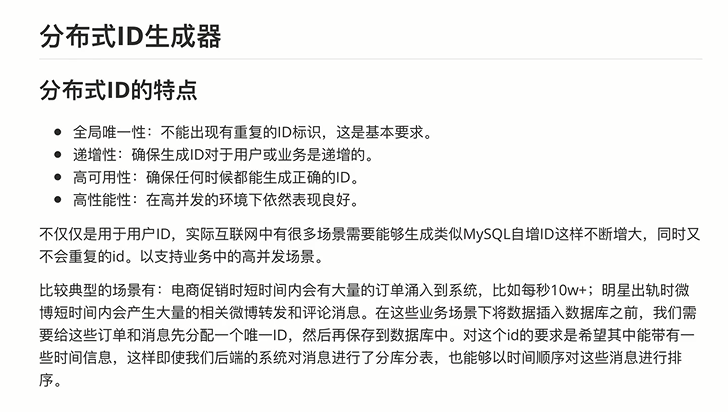 分布式ID生成器
分布式ID的特点
● 全局唯一性：不能出现有重复的ID标识，这是基本要求。
● 递增性：确保生成ID对于用户或业务是递增的。
● 高可用性：确保任何时候都能生成正确的ID。
● 高性能性：在高并发的环境下依然表现良好。
不仅仅是用于用户ID，实际互联网中有很多场景需要能够生成类似MySQL自增ID这样不断增大，同时又
不会重复的id。以支持业务中的高并发场景。
比较典型的场景有：电商促销时短时间内会有大量的订单涌入到系统，比如每秒10w+；明星出轨时微
博短时间内会产生大量的相关微博转发和评论消息。在这些业务场景下将数据插入数据库之前，我们需
要给这些订单和消息先分配一个唯一ID，然后再保存到数据库中。对这个id的要求是希望其中能带有一
些时间信息，这样即使我们后端的系统对消息进行了分库分表，也能够以时间顺序对这些消息进行排
序。